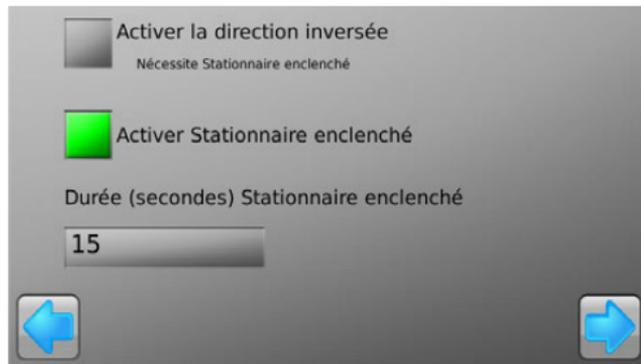 Activer la direction inversée
Nécessite Stationnaire enclenché
Activer Stationnaire enclenché
Durée (secondes) Stationnaire enclenché
15